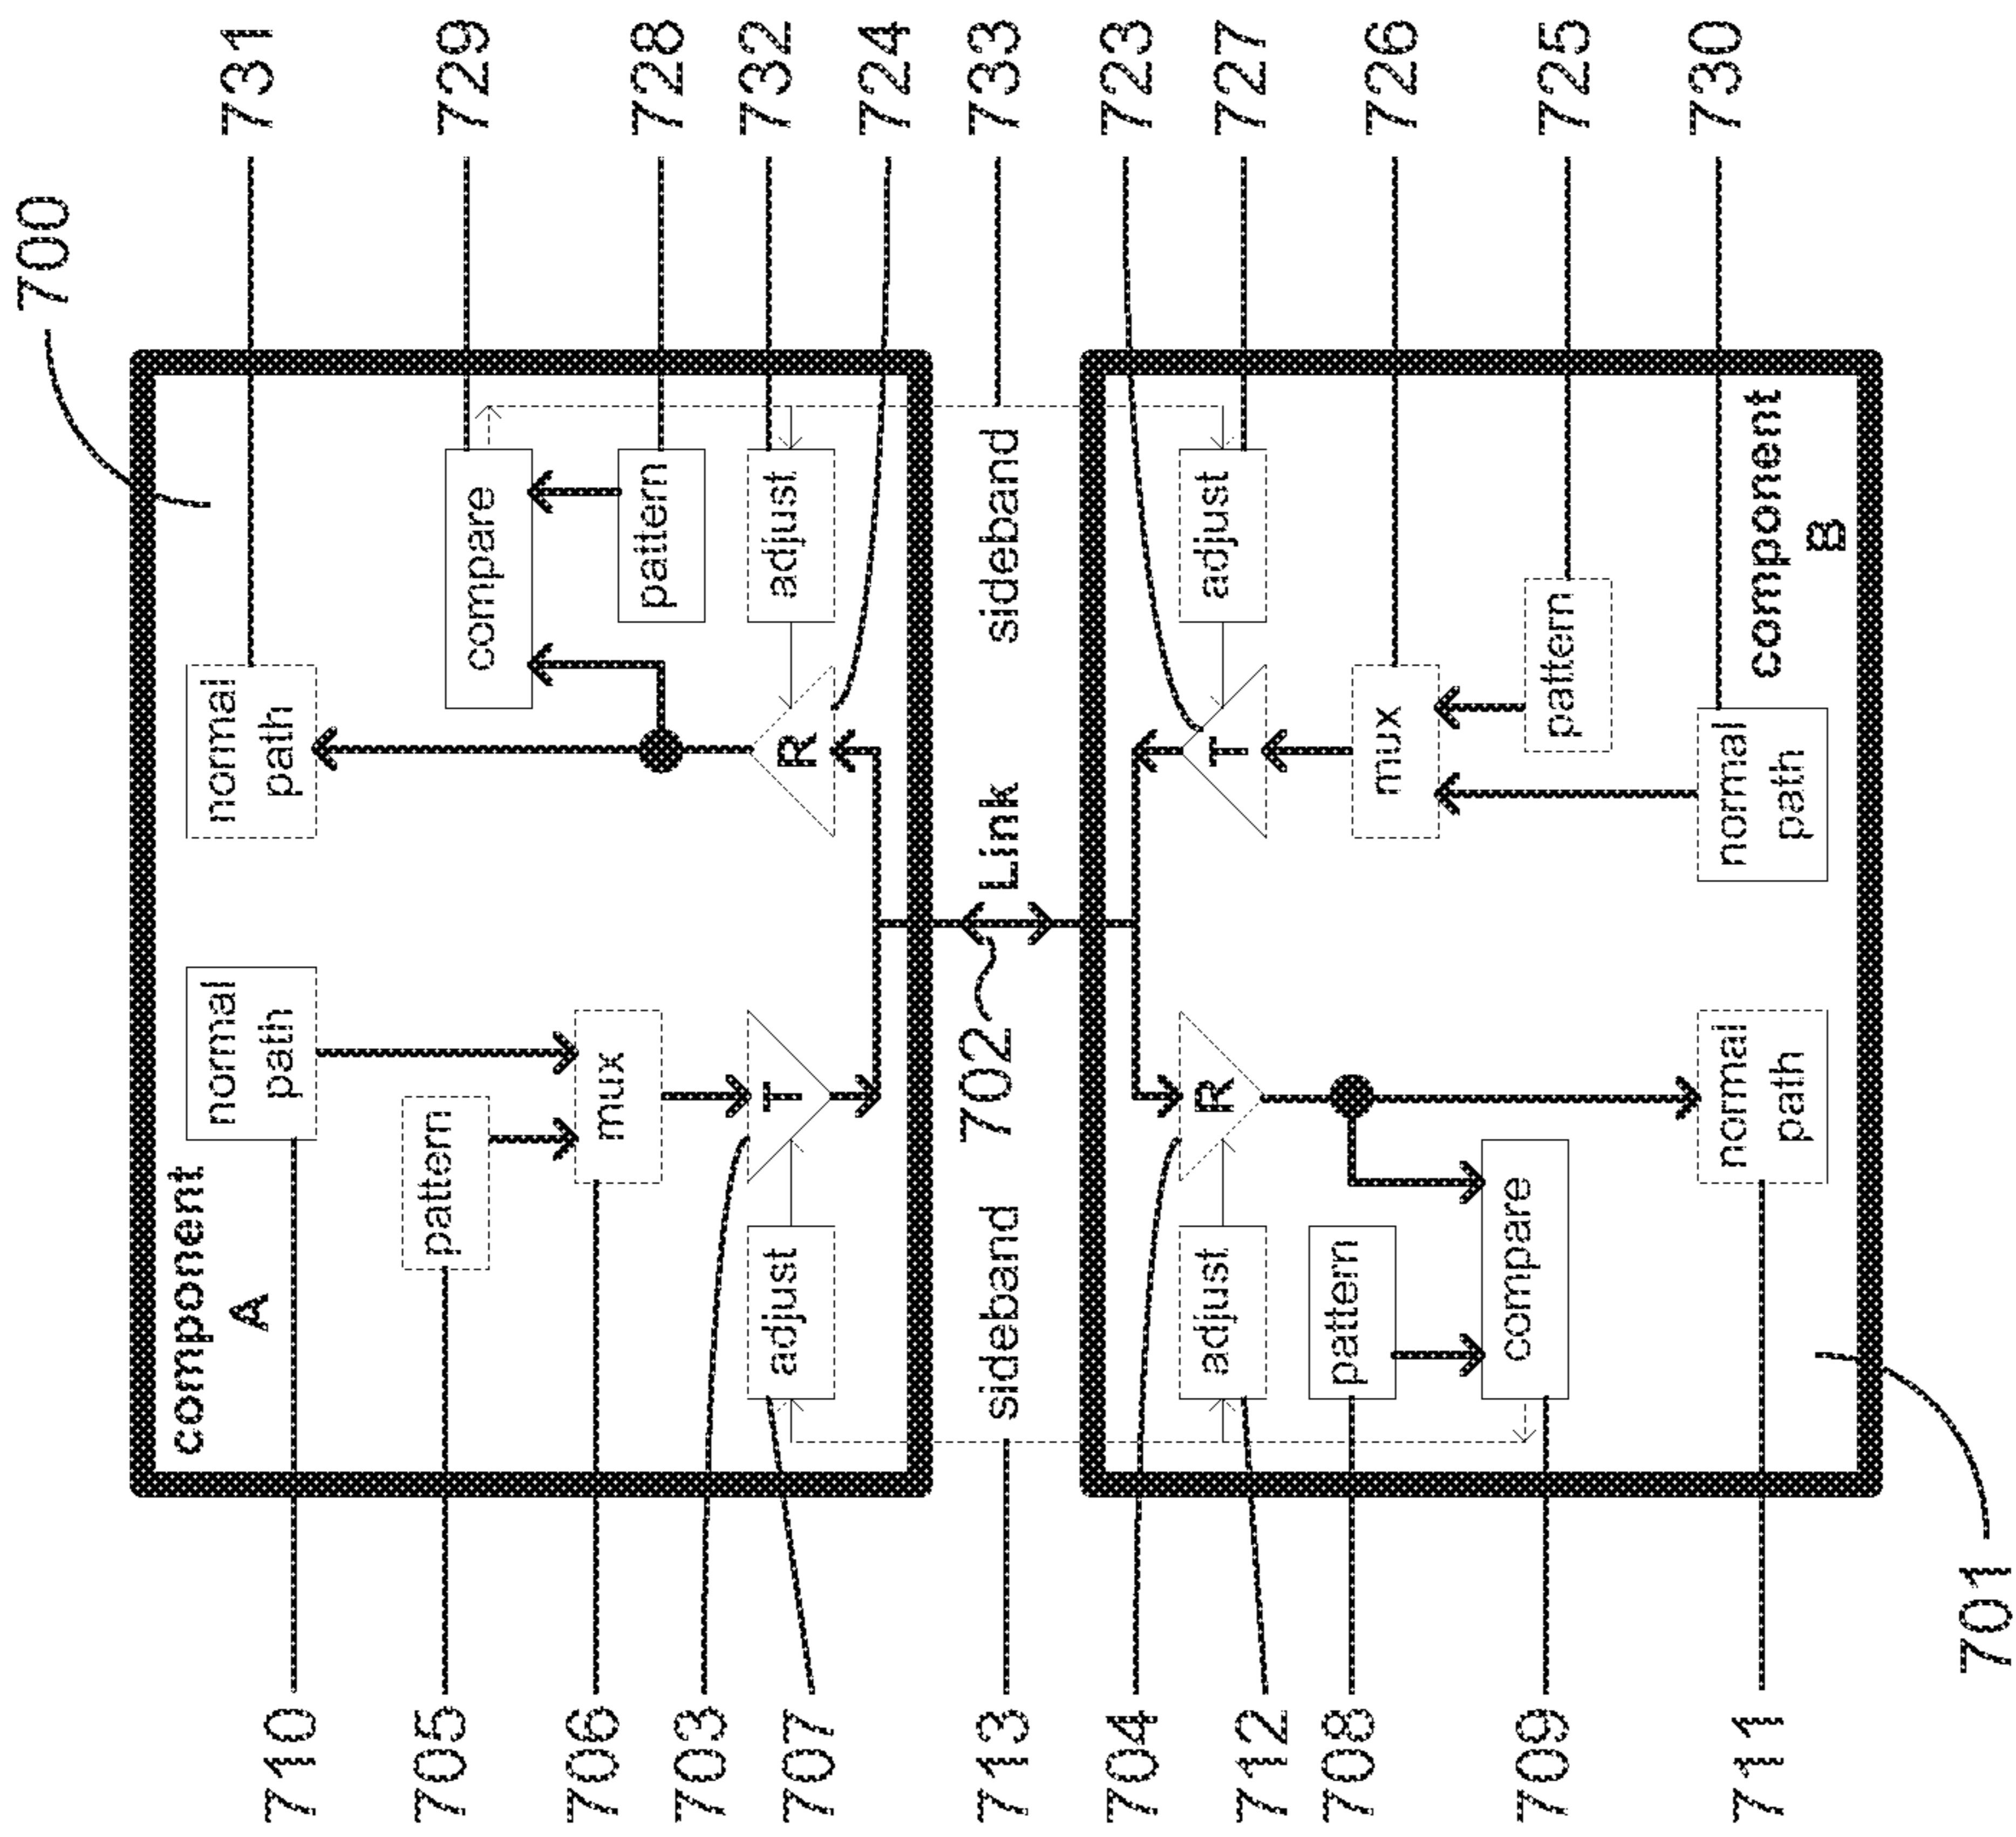 700
731
729
728
732
724
733
723
727
726
725
730
normal
path
compare
pattern
adjust
R
sideband
adjust
T
mux
pattern
normal
path
component
B
Link
702
component
A
normal
path
pattern
mux
T
adjust
sideband
R
adjust
pattern
compare
normal
path
710
705
706
703
707
713
704
712
708
709
711
701